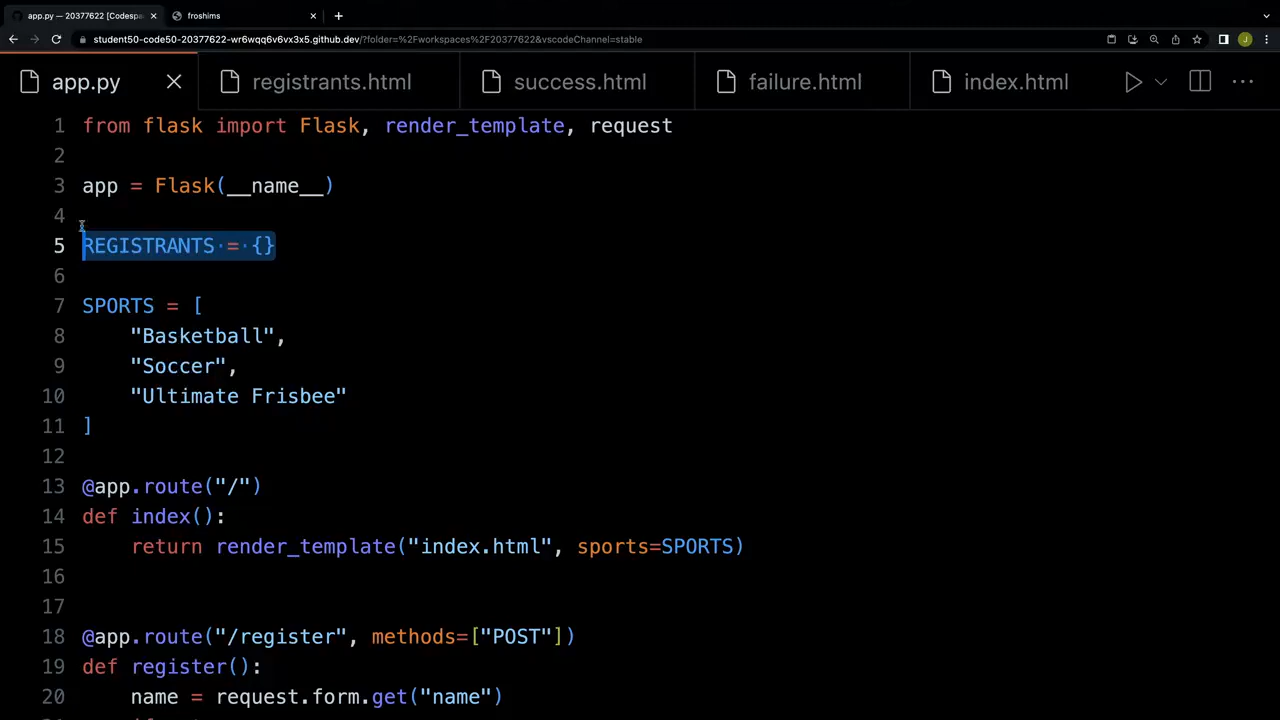 app.py — 20377622 [Codespa
froshims
student50-code50-20377622-wr6wqq6v6vx3x5.github.dev/?folder=%2Fworkspaces%2F20377622&vscodeChannel=stable
J
app.py
registrants.html
success.html
failure.html
index.html
1 from flask import Flask, render_template, request
2
3 app = Flask(__name__)
4
5 REGISTRANTS = {}
6
7 SPORTS = [
8 "Basketball",
9 "Soccer",
10 "Ultimate Frisbee"
11 ]
12
13 @app.route("/")
14 def index():
15 return render_template("index.html", sports=SPORTS)
16
17
18 @app.route("/register", methods=["POST"])
19 def register():
20 name = request.form.get("name")